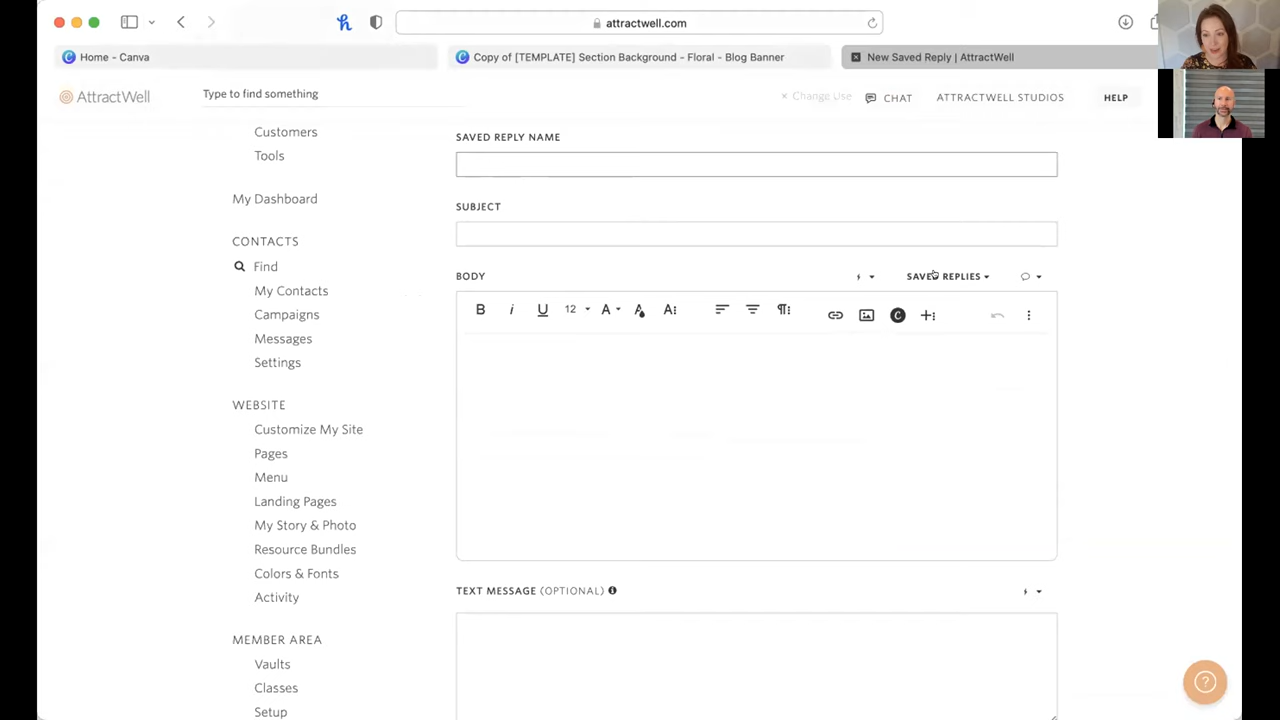 attractwell.com
Home – Canva
Copy of [TEMPLATE] Section Background - Floral - Blog Banner
New Saved Reply | AttractWell
AttractWell
Type to find something
× Change Use
CHAT
ATTRACTWELL STUDIOS
HELP
Customers
Tools
My Dashboard
CONTACTS
Find
My Contacts
Campaigns
Messages
Settings
WEBSITE
Customize My Site
Pages
Menu
Landing Pages
My Story & Photo
Resource Bundles
Colors & Fonts
Activity
MEMBER AREA
Vaults
Classes
Setup
SAVED REPLY NAME
SUBJECT
BODY
SAVED REPLIES
B i U 12 A A
TEXT MESSAGE (OPTIONAL)